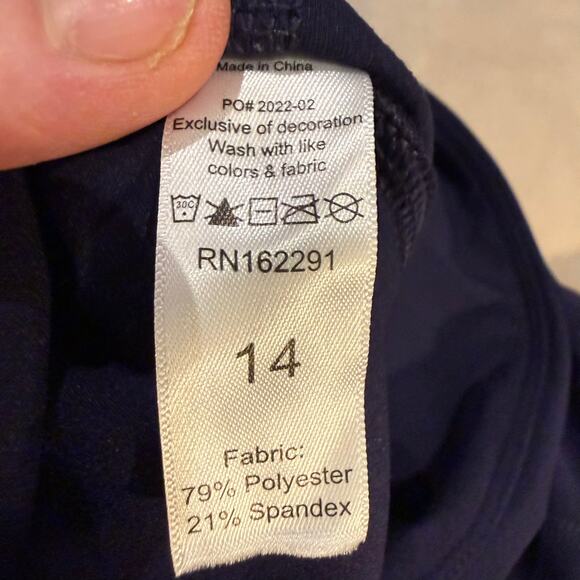 Made in China
PO# 2022-02
Exclusive of decoration
Wash with like
colors & fabric
30C
RN162291
14
Fabric:
79% Polyester
21% Spandex